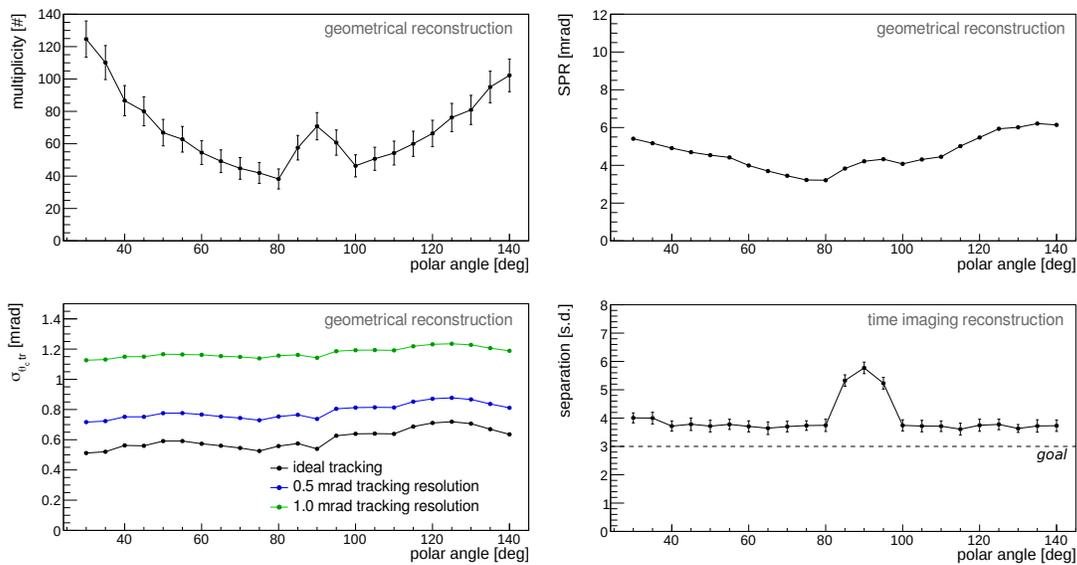 multiplicity [#]
140
120
100
80
60
40
20
0
geometrical reconstruction
40 60 80 100 120 140
polar angle [deg]
SPR [mrad]
12
10
8
6
4
2
0
geometrical reconstruction
40 60 80 100 120 140
polar angle [deg]
σθc tr [mrad]
1.4
1.2
1
0.8
0.6
0.4
0.2
0
geometrical reconstruction
ideal tracking
0.5 mrad tracking resolution
1.0 mrad tracking resolution
40 60 80 100 120 140
polar angle [deg]
separation [s.d.]
8
7
6
5
4
3
2
1
0
time imaging reconstruction
goal
40 60 80 100 120 140
polar angle [deg]